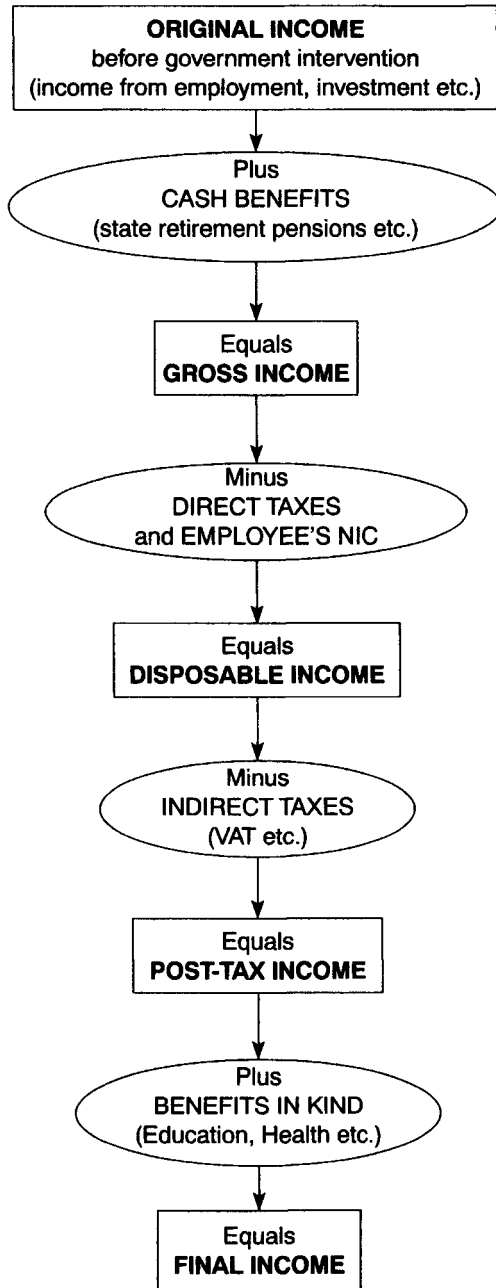 ORIGINAL INCOME
before government intervention
(income from employment, investment etc.)
Plus
CASH BENEFITS
(state retirement pensions etc.)
Equals
GROSS INCOME
Minus
DIRECT TAXES
and EMPLOYEE'S NIC
Equals
DISPOSABLE INCOME
Minus
INDIRECT TAXES
(VAT etc.)
Equals
POST-TAX INCOME
Plus
BENEFITS IN KIND
(Education, Health etc.)
Equals
FINAL INCOME